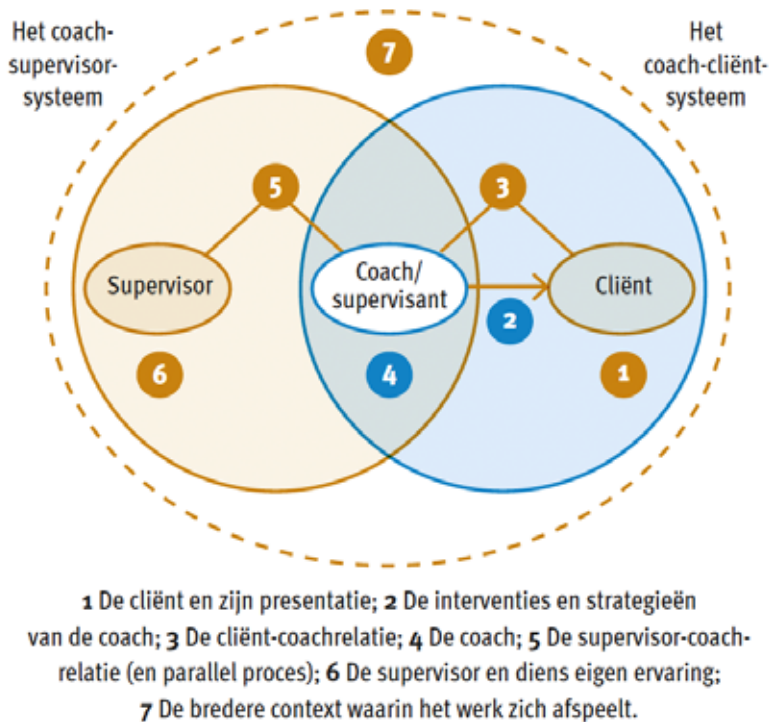 Het coach-
supervisor-
systeem
7
Het
coach-cliënt-
systeem
5
3
Supervisor
Coach/
supervisant
Cliënt
2
6
4
1
1 De cliënt en zijn presentatie; 2 De interventies en strategieën
van de coach; 3 De cliënt-coachrelatie; 4 De coach; 5 De supervisor-coach-
relatie (en parallel proces); 6 De supervisor en diens eigen ervaring;
7 De bredere context waarin het werk zich afspeelt.